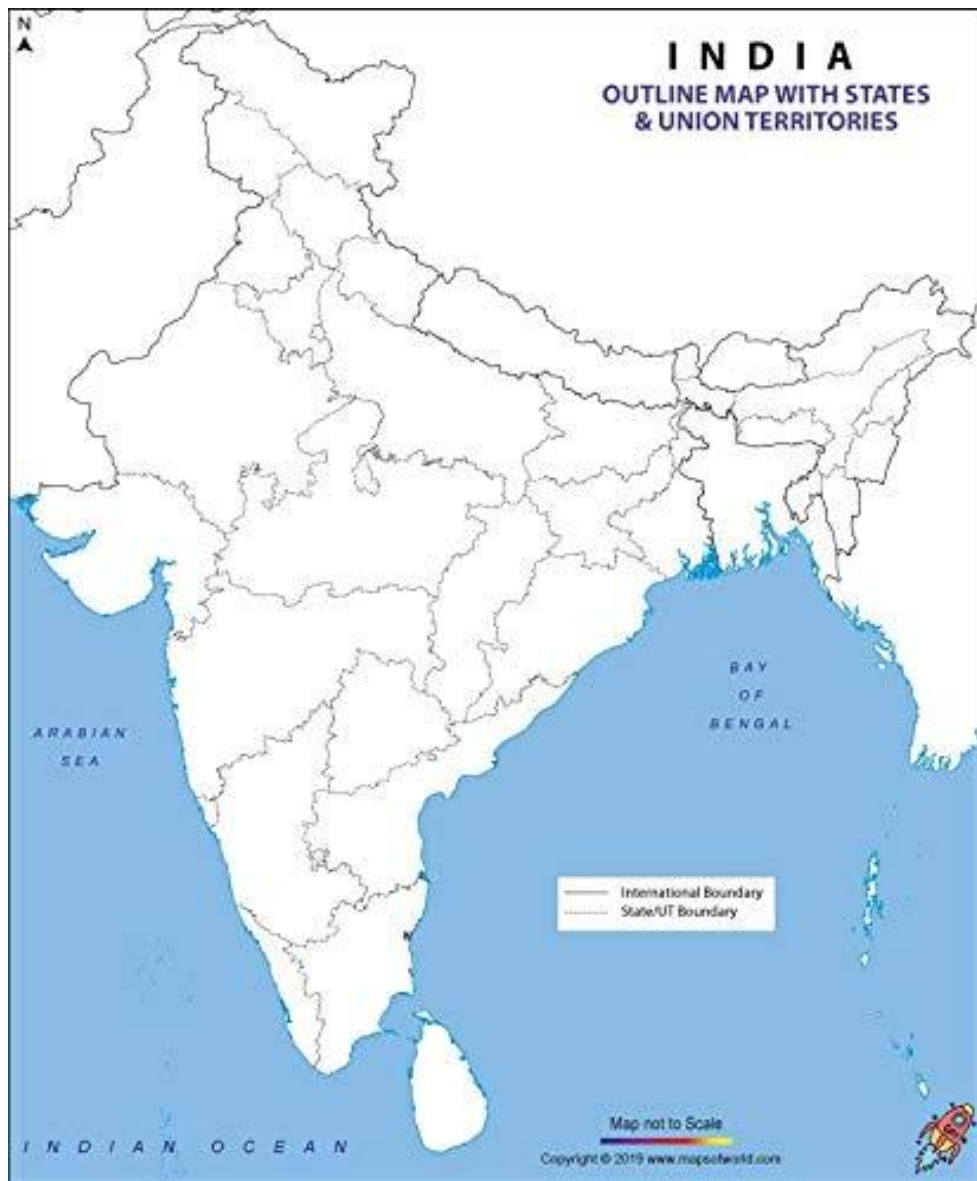 N
INDIA
OUTLINE MAP WITH STATES
& UNION TERRITORIES
BAY
OF
BENGAL
ARABIAN
SEA
International Boundary
State/UT Boundary
Map not to Scale
INDIAN OCEAN
Copyright © 2019 www.mapsofworld.com